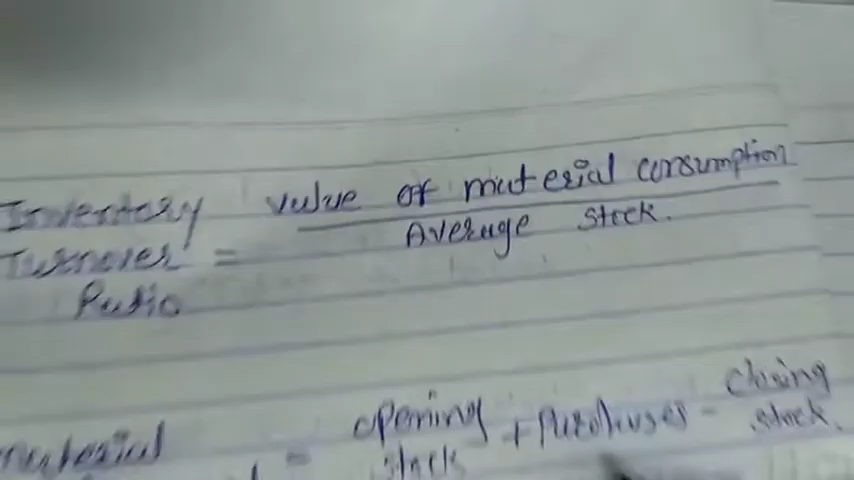 Inventory value of material consumption
Turnover = Average stock.
Ratio
material = opening + purchases - closing
stock stock.